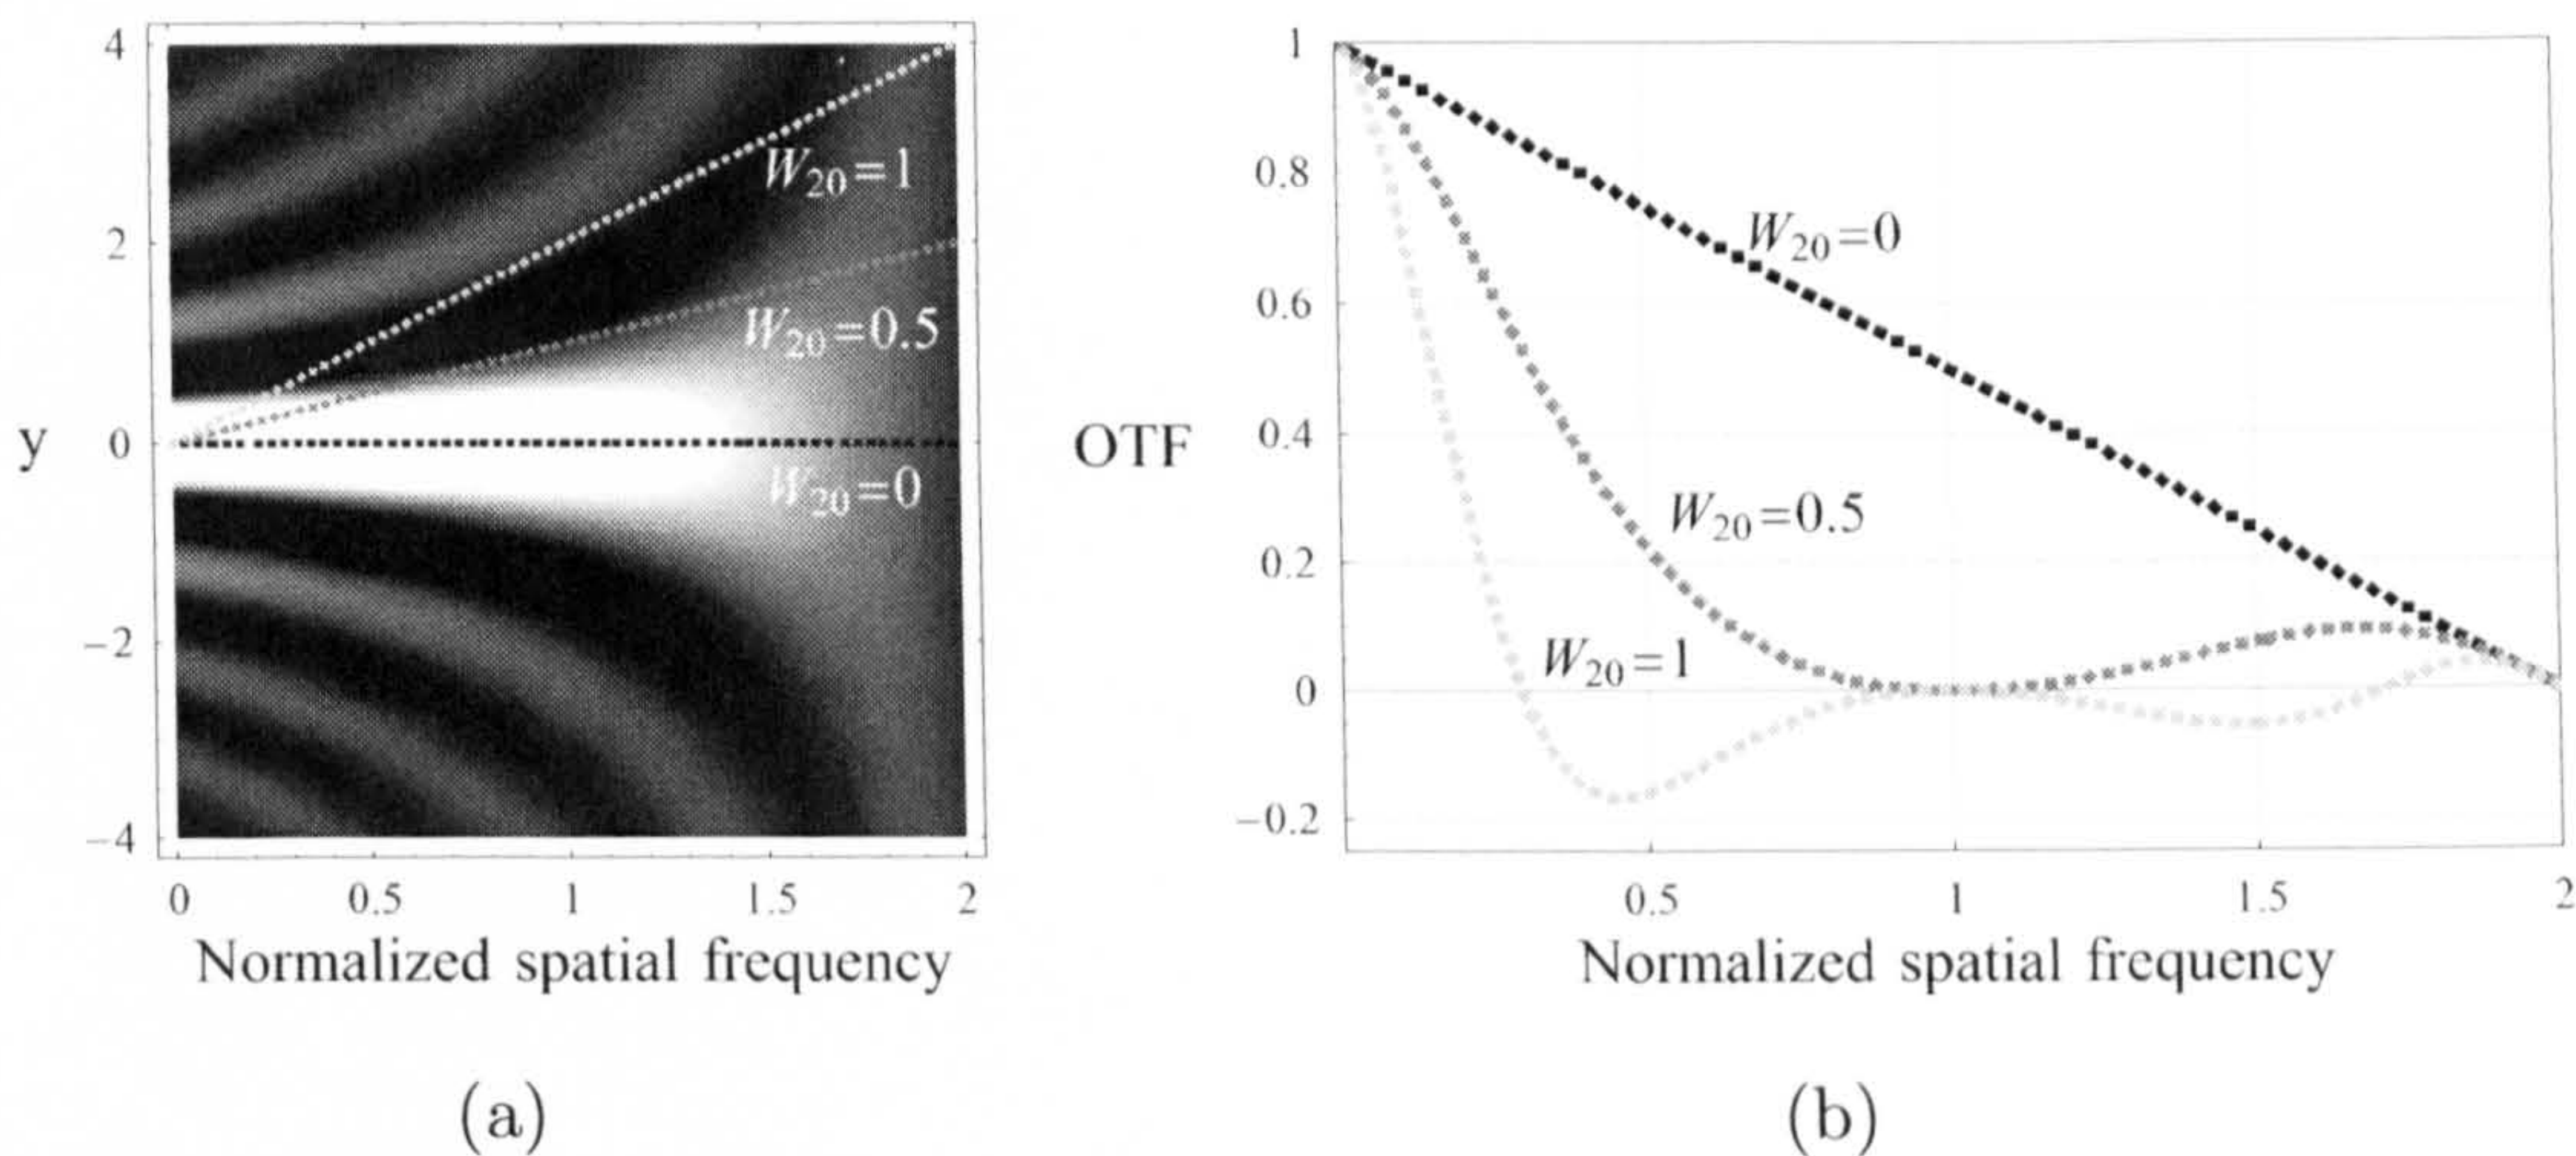 4
2
y
0
−2
−4
0 0.5 1 1.5 2
Normalized spatial frequency
W20=1
W20=0.5
W20=0
(a)
1
0.8
0.6
OTF
0.4
0.2
0
−0.2
0.5 1 1.5 2
Normalized spatial frequency
W20=0
W20=0.5
W20=1
(b)